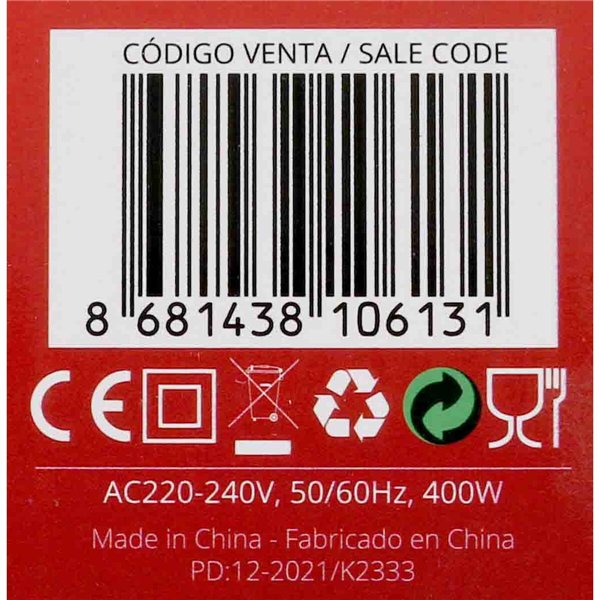 CÓDIGO VENTA / SALE CODE
8 681438 106131
CE
AC220-240V, 50/60Hz, 400W
Made in China - Fabricado en China
PD:12-2021/K2333